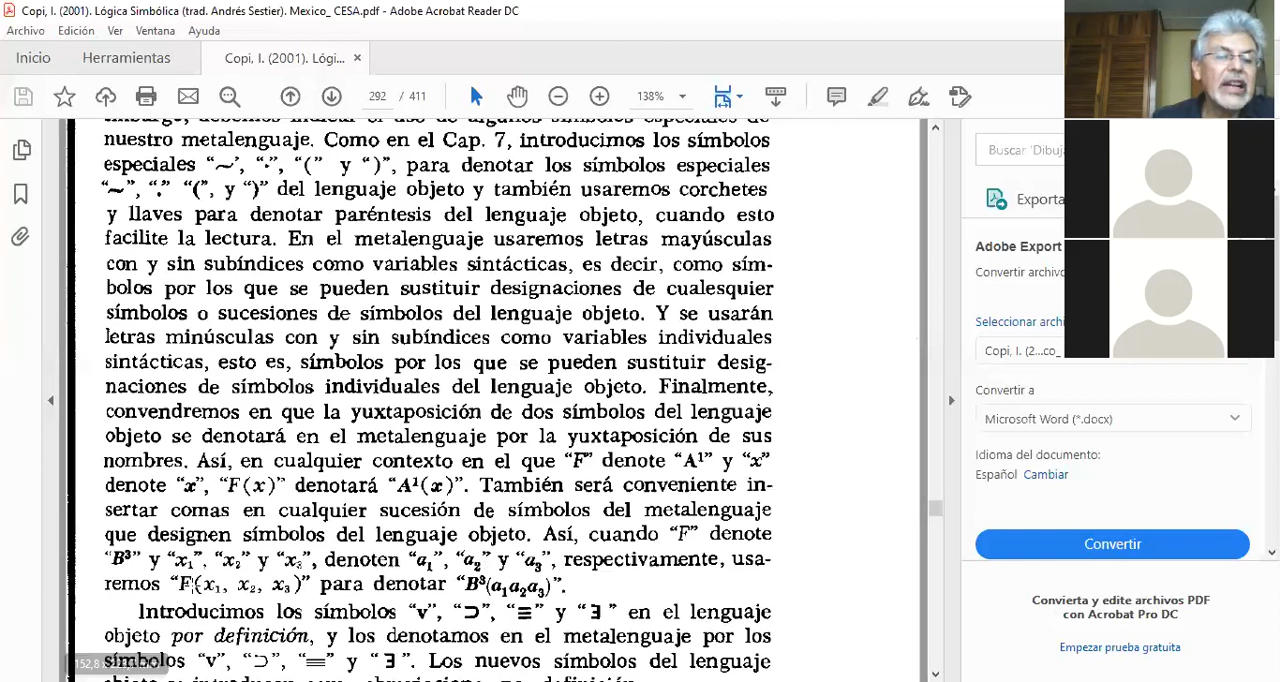 Copi, I. (2001). Lógica Simbólica (trad. Andrés Sestier). Mexico_ CESA.pdf - Adobe Acrobat Reader DC
Archivo Edición Ver Ventana Ayuda
Inicio Herramientas Copi, I. (2001). Lógi... ×
292 / 411 138%
nuestro metalenguaje. Como en el Cap. 7, introducimos los símbolos
especiales “~’, “·”, “(” y “)”, para denotar los símbolos especiales
“~”, “·” “(”, y “)” del lenguaje objeto y también usaremos corchetes
y llaves para denotar paréntesis del lenguaje objeto, cuando esto
facilite la lectura. En el metalenguaje usaremos letras mayúsculas
con y sin subíndices como variables sintácticas, es decir, como sím-
bolos por los que se pueden sustituir designaciones de cualesquier
símbolos o sucesiones de símbolos del lenguaje objeto. Y se usarán
letras minúsculas con y sin subíndices como variables individuales
sintácticas, esto es, símbolos por los que se pueden sustituir desig-
naciones de símbolos individuales del lenguaje objeto. Finalmente,
convendremos en que la yuxtaposición de dos símbolos del lenguaje
objeto se denotará en el metalenguaje por la yuxtaposición de sus
nombres. Así, en cualquier contexto en el que “F” denote “A¹” y “x”
denote “x”, “F(x)” denotará “A¹(x)”. También será conveniente in-
sertar comas en cualquier sucesión de símbolos del metalenguaje
que designen símbolos del lenguaje objeto. Así, cuando “F” denote
“B³” y “x₁”, “x₂” y “x₃”, denoten “a₁”, “a₂” y “a₃”, respectivamente, usa-
remos “F(x₁, x₂, x₃)” para denotar “B³(a₁a₂a₃)”.
Introducimos los símbolos “v”, “⊃”, “≡” y “∃” en el lenguaje
objeto por definición, y los denotamos en el metalenguaje por los
símbolos “v”, “⊃”, “≡” y “∃”. Los nuevos símbolos del lenguaje
Buscar 'Dibuj
Exporta
Adobe Export
Convertir archivo
Seleccionar archi
Copi, I. (2...co_
Convertir a
Microsoft Word (*.docx)
Idioma del documento:
Español Cambiar
Convertir
Convierta y edite archivos PDF
con Acrobat Pro DC
Empezar prueba gratuita